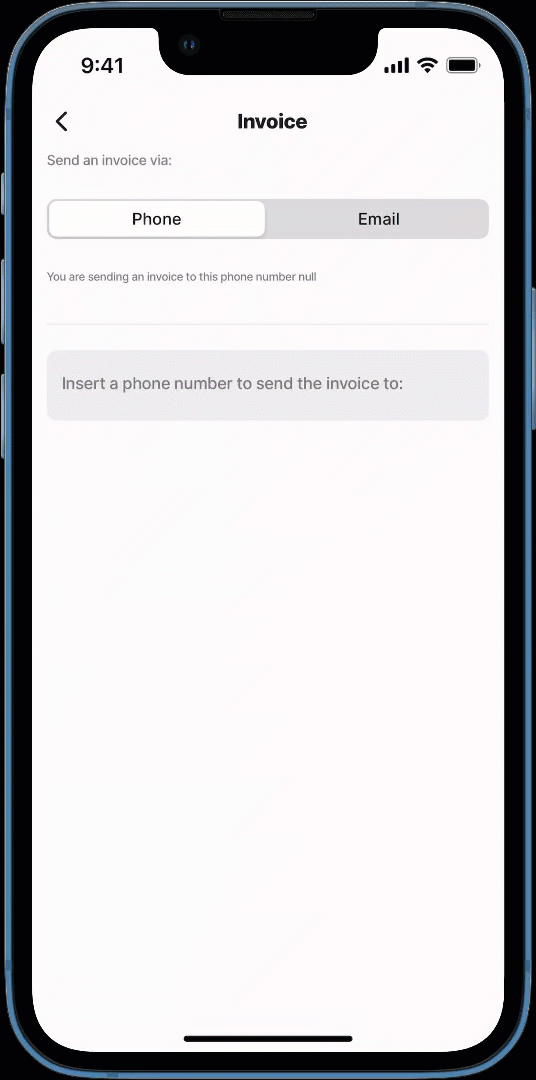 9:41
Invoice
Send an invoice via:
Phone Email
You are sending an invoice to this phone number null
Insert a phone number to send the invoice to: